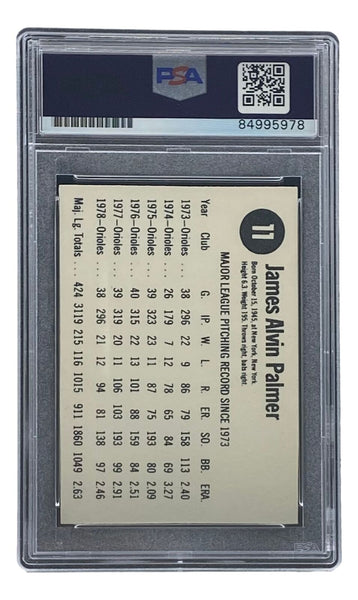 PSA
84995978
11
James Alvin Palmer
Born October 15, 1945, at New York, New York.
Height 6.3. Weight 195. Throws right, bats right.
MAJOR LEAGUE PITCHING RECORD SINCE 1973
Year Club G. IP. W. L. R. ER. SO. BB. ERA.
1973-Orioles . . 38 296 22 9 86 79 158 113 2.40
1974-Orioles . . 26 179 7 12 78 65 84 69 3.27
1975-Orioles . . 39 323 23 11 87 75 193 80 2.09
1976-Orioles . . 40 315 22 13 101 88 159 84 2.51
1977-Orioles . . 39 319 20 11 106 103 193 99 2.91
1978-Orioles . . 38 296 21 12 94 81 138 97 2.46
Maj. Lg. Totals . . . 424 3119 215 116 1015 911 1860 1049 2.63
PSA